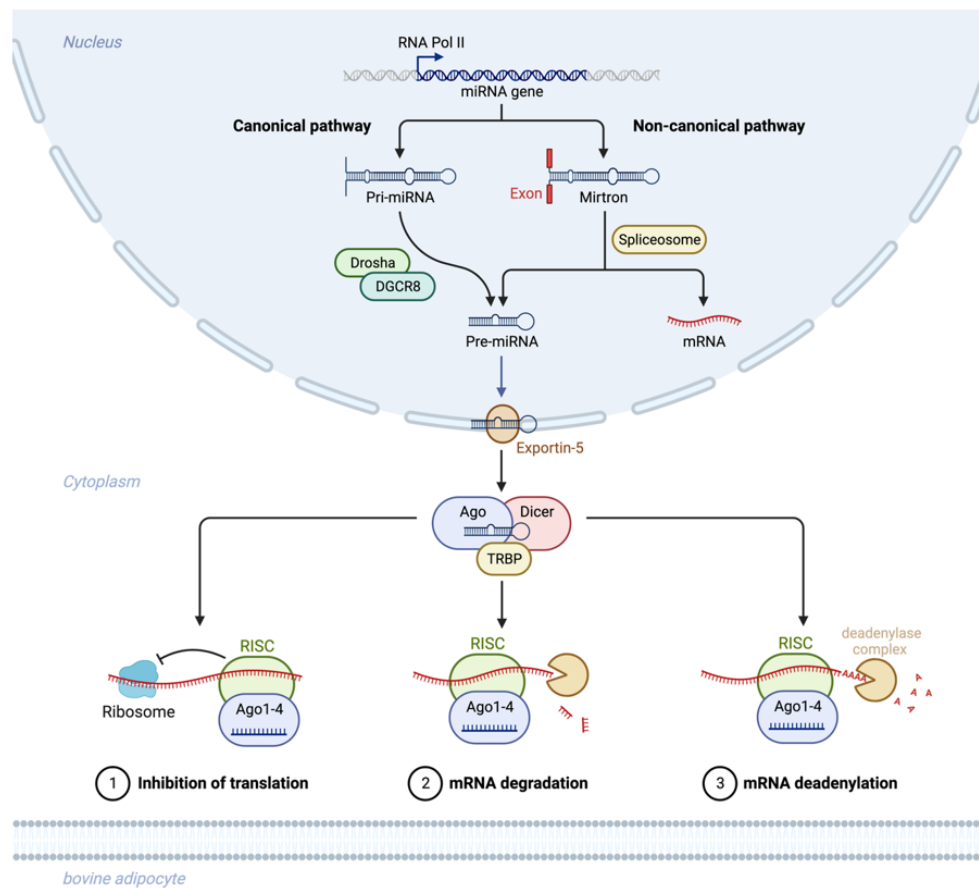 Nucleus
RNA Pol II
miRNA gene
Canonical pathway
Non-canonical pathway
Pri-miRNA
Exon
Mirtron
Spliceosome
Drosha
DGCR8
Pre-miRNA
mRNA
Exportin-5
Cytoplasm
Ago
Dicer
TRBP
RISC
Ribosome
Ago1-4
RISC
Ago1-4
deadenylase
complex
RISC
AAAA
A
A
A
A
A
Ago1-4
1 Inhibition of translation
2 mRNA degradation
3 mRNA deadenylation
bovine adipocyte